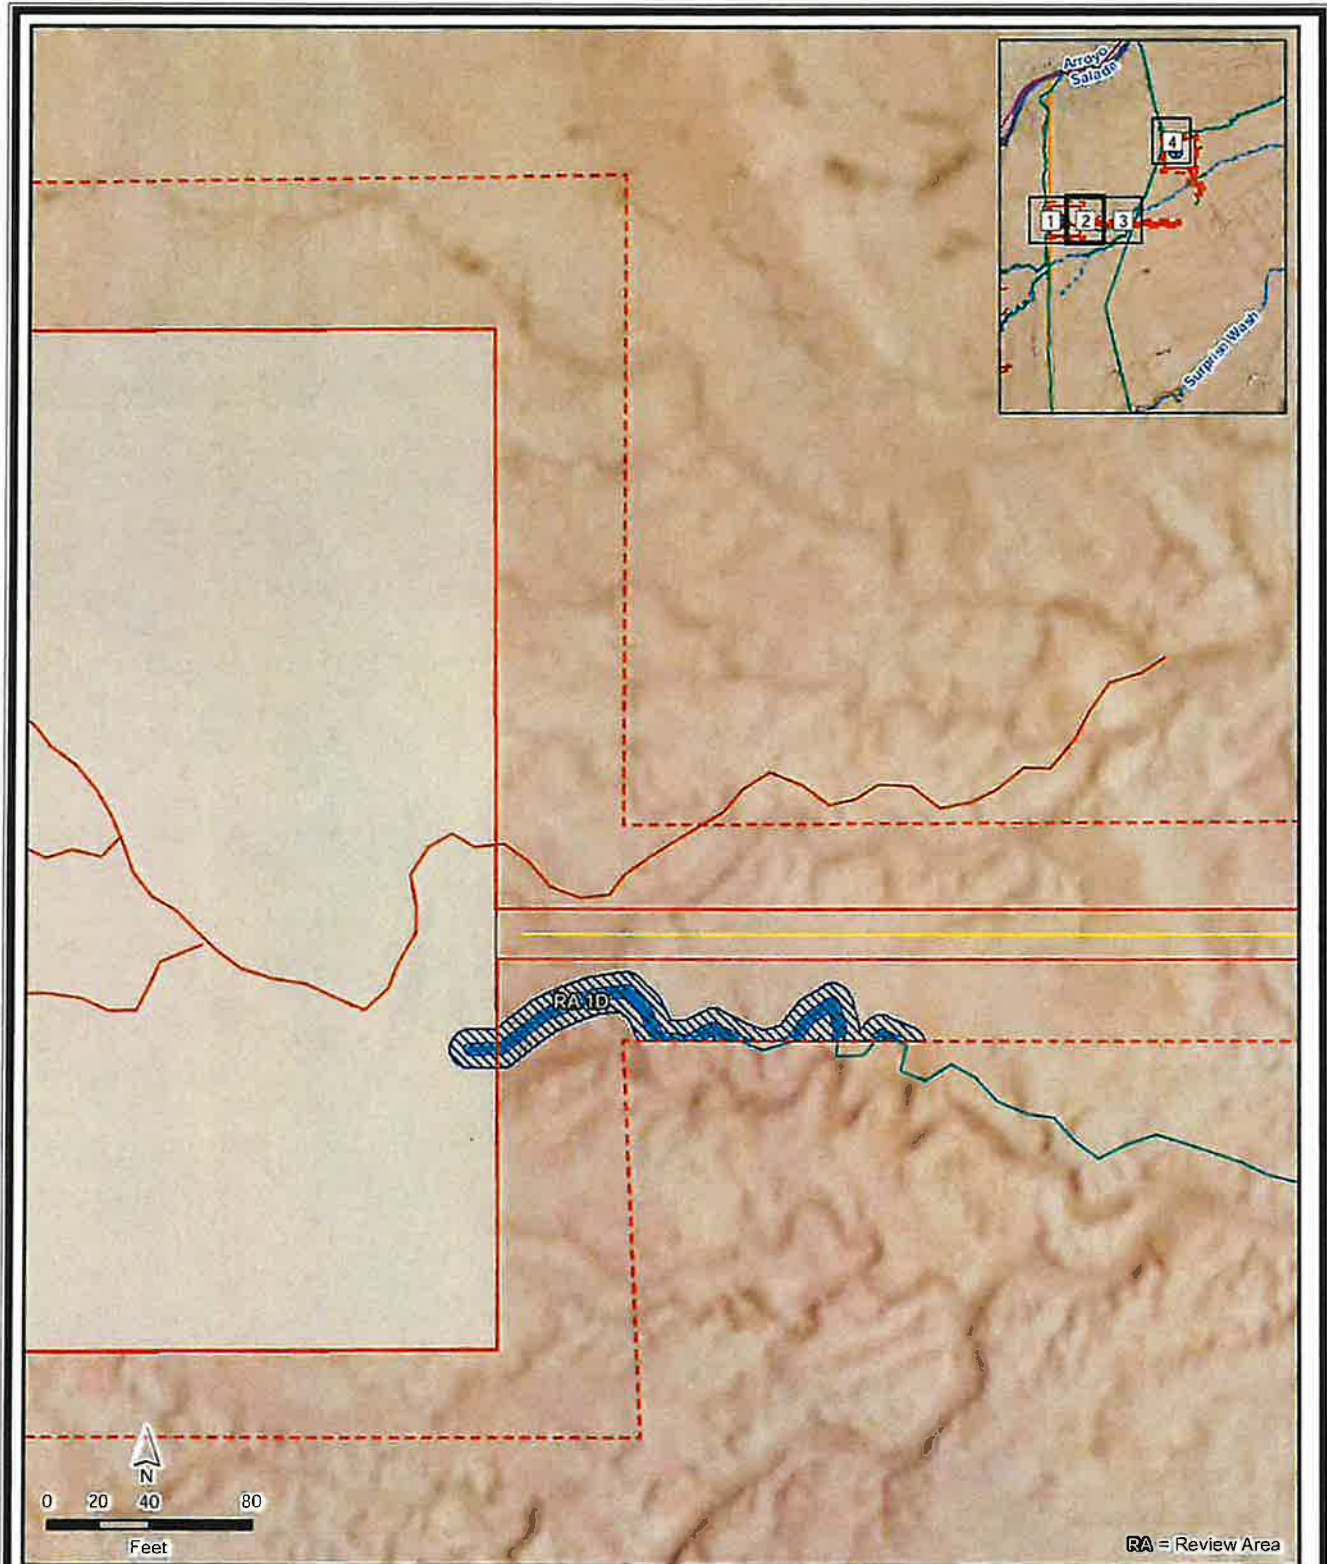 Arroyo
Salado
4
1 2 3
Surprise Wash
RA 1D
N
0 20 40 80
Feet
RA = Review Area